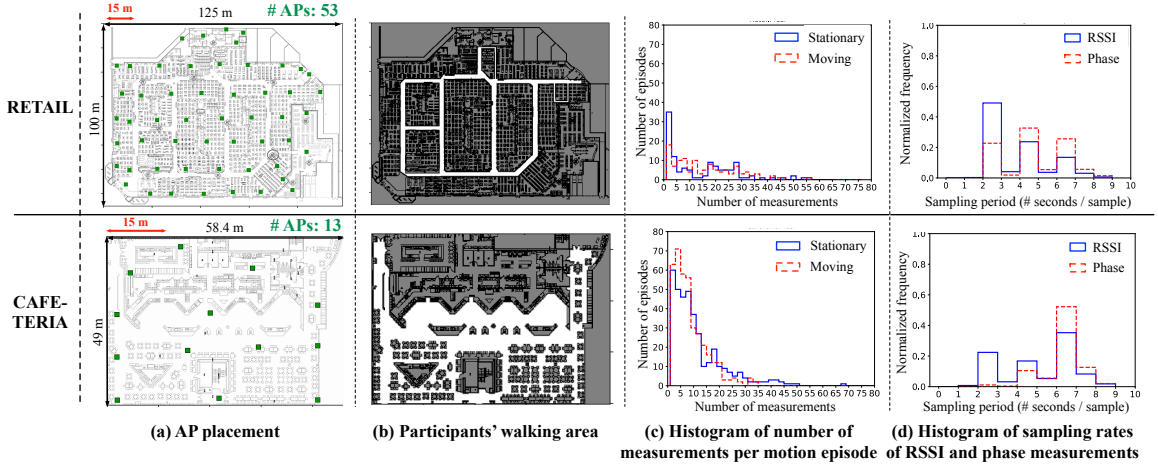 15 m
125 m
# APs: 53
RETAIL
100 m
Number of episodes
80
70
60
50
40
30
20
10
0
Stationary
Moving
0 5 10 15 20 25 30 35 40 45 50 55 60 65 70 75 80
Number of measurements
Normalized frequency
1.0
0.8
0.6
0.4
0.2
0.0
RSSI
Phase
0 1 2 3 4 5 6 7 8 9 10
Sampling period (# seconds / sample)
15 m
58.4 m
# APs: 13
CAFE-
TERIA
49 m
Number of episodes
80
70
60
50
40
30
20
10
0
Stationary
Moving
0 5 10 15 20 25 30 35 40 45 50 55 60 65 70 75 80
Number of measurements
Normalized frequency
1.0
0.8
0.6
0.4
0.2
0.0
RSSI
Phase
0 1 2 3 4 5 6 7 8 9 10
Sampling period (# seconds / sample)
(a) AP placement
(b) Participants' walking area
(c) Histogram of number of
measurements per motion episode
(d) Histogram of sampling rates
of RSSI and phase measurements